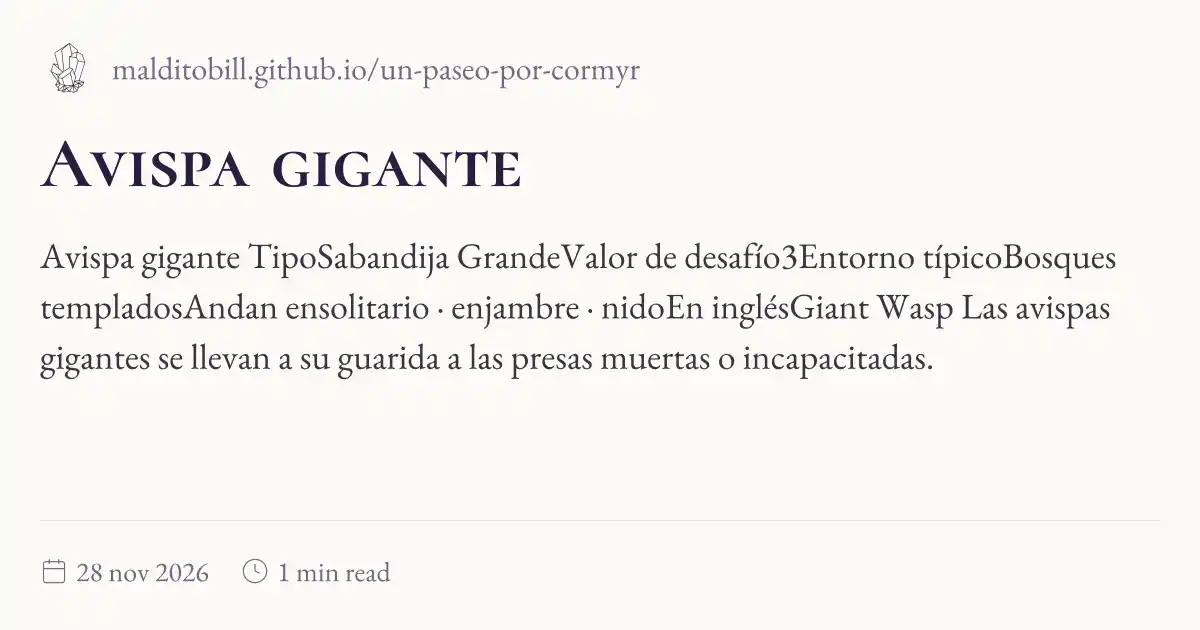 malditobill.github.io/un-paseo-por-cormyr
Avispa gigante
Avispa gigante TipoSabandija GrandeValor de desafío3Entorno típicoBosques
templadosAndan ensolitario · enjambre · nidoEn inglésGiant Wasp Las avispas
gigantes se llevan a su guarida a las presas muertas o incapacitadas.
28 nov 2026 1 min read